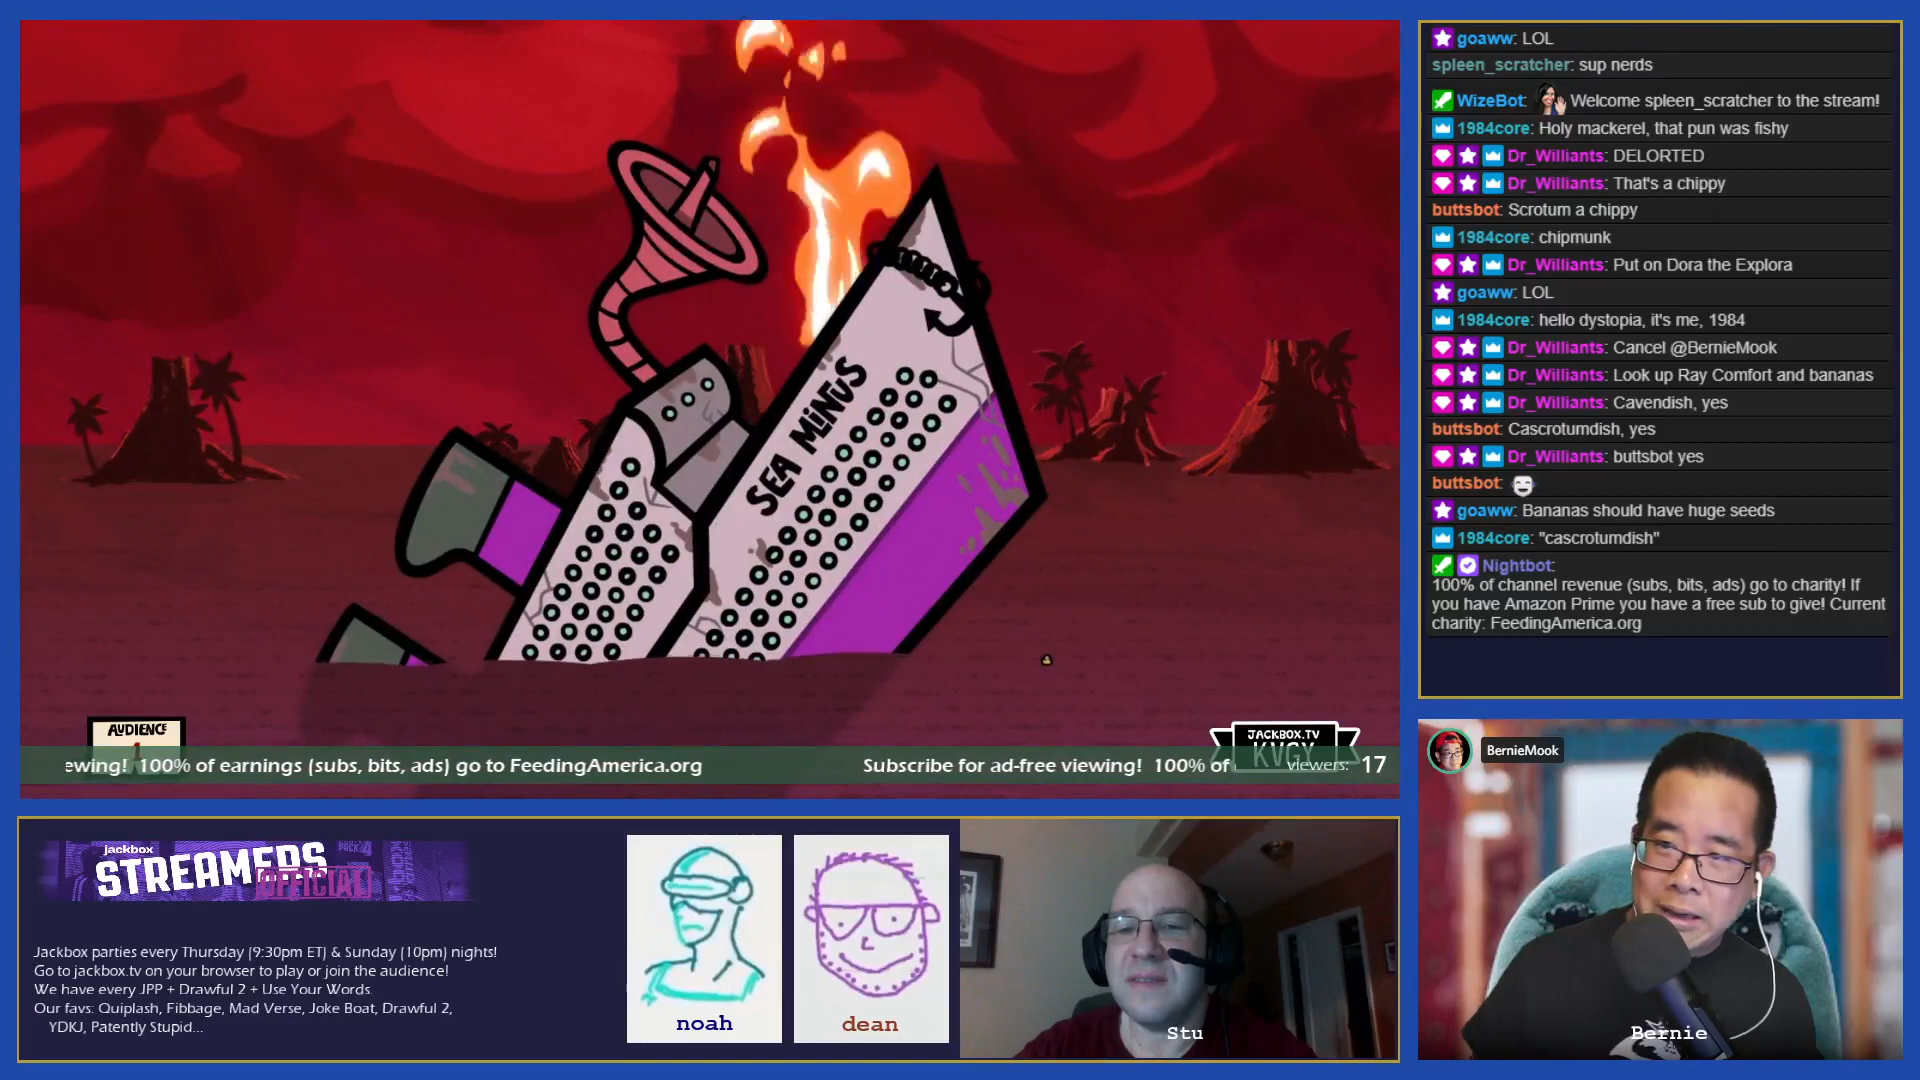 SEA MiNUS
AUDIENCE
JACKBOX.TV
ewing! 100% of earnings (subs, bits, ads) go to FeedingAmerica.org
Subscribe for ad-free viewing! 100% of
viewers: 17
goaww: LOL
spleen_scratcher: sup nerds
WizeBot: Welcome spleen_scratcher to the stream!
1984core: Holy mackerel, that pun was fishy
Dr_Williants: DELORTED
Dr_Williants: That's a chippy
buttsbot: Scrotum a chippy
1984core: chipmunk
Dr_Williants: Put on Dora the Explora
goaww: LOL
1984core: hello dystopia, it's me, 1984
Dr_Williants: Cancel @BernieMook
Dr_Williants: Look up Ray Comfort and bananas
Dr_Williants: Cavendish, yes
buttsbot: Cascrotumdish, yes
Dr_Williants: buttsbot yes
buttsbot:
goaww: Bananas should have huge seeds
1984core: "cascrotumdish"
Nightbot:
100% of channel revenue (subs, bits, ads) go to charity! If
you have Amazon Prime you have a free sub to give! Current
charity: FeedingAmerica.org
BernieMook
Bernie
jackbox
STREAMERS
OFFICIAL
Jackbox parties every Thursday (9:30pm ET) & Sunday (10pm) nights!
Go to jackbox.tv on your browser to play or join the audience!
We have every JPP + Drawful 2 + Use Your Words.
Our favs: Quiplash, Fibbage, Mad Verse, Joke Boat, Drawful 2,
YDKJ, Patently Stupid...
noah
dean
Stu